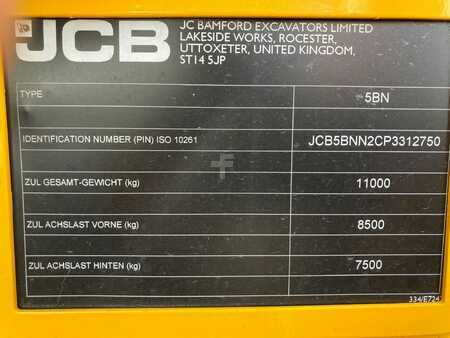 JCB
JC BAMFORD EXCAVATORS LIMITED
LAKESIDE WORKS, ROCESTER,
UTTOXETER, UNITED KINGDOM,
ST14 5JP
TYPE 5BN
IDENTIFICATION NUMBER (PIN) ISO 10261 JCB5BNN2CP3312750
ZUL GESAMT-GEWICHT (kg) 11000
ZUL ACHSLAST VORNE (kg) 8500
ZUL ACHSLAST HINTEN (kg) 7500
334/E724